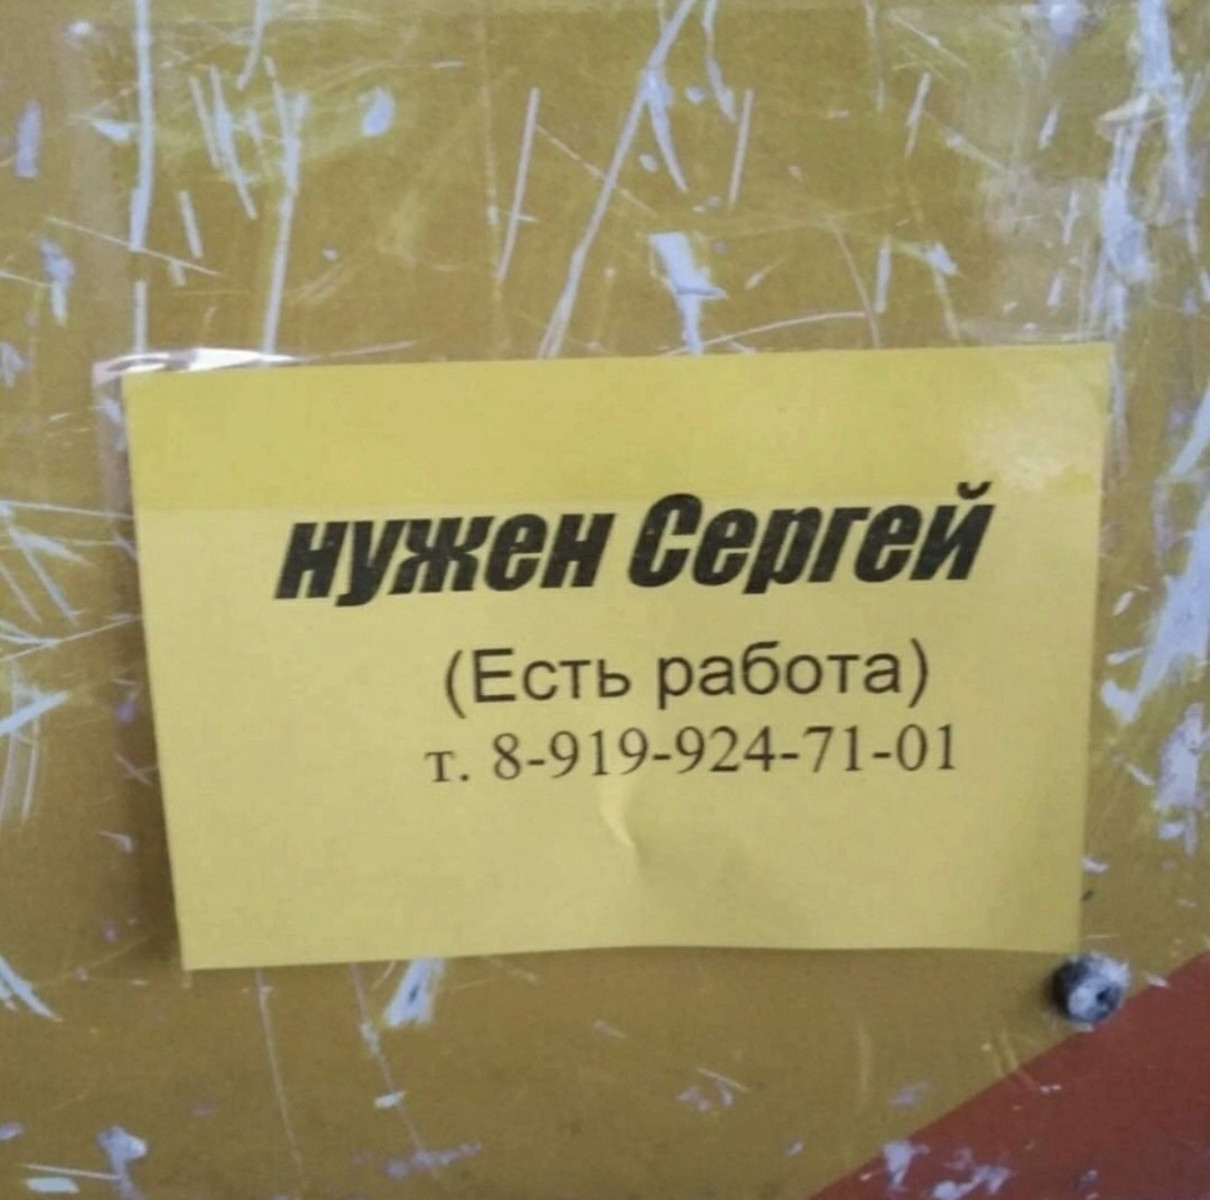 нужен Сергей
(Есть работа)
т. 8-919-924-71-01